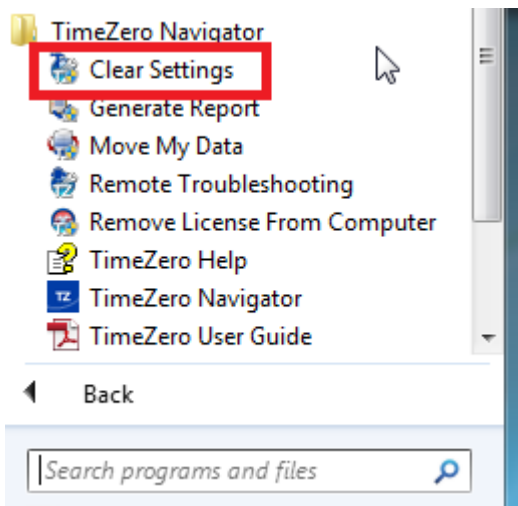 TimeZero Navigator
Clear Settings
Generate Report
Move My Data
Remote Troubleshooting
Remove License From Computer
TimeZero Help
TZ TimeZero Navigator
TimeZero User Guide
Back
Search programs and files